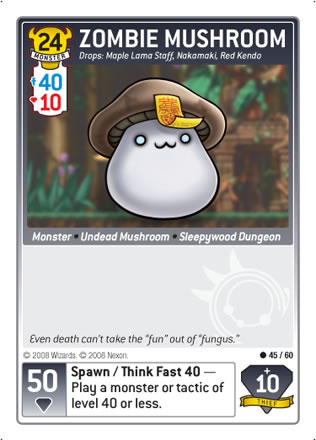 24
MONSTER
ZOMBIE MUSHROOM
Drops: Maple Lama Staff, Nakamaki, Red Kendo
40
10
Monster • Undead Mushroom • Sleepywood Dungeon
Even death can't take the “fun” out of “fungus.”
© 2008 Wizards. © 2008 Nexon.
● 45 / 60
50
Spawn / Think Fast 40 —
Play a monster or tactic of
level 40 or less.
+
10
THIEF